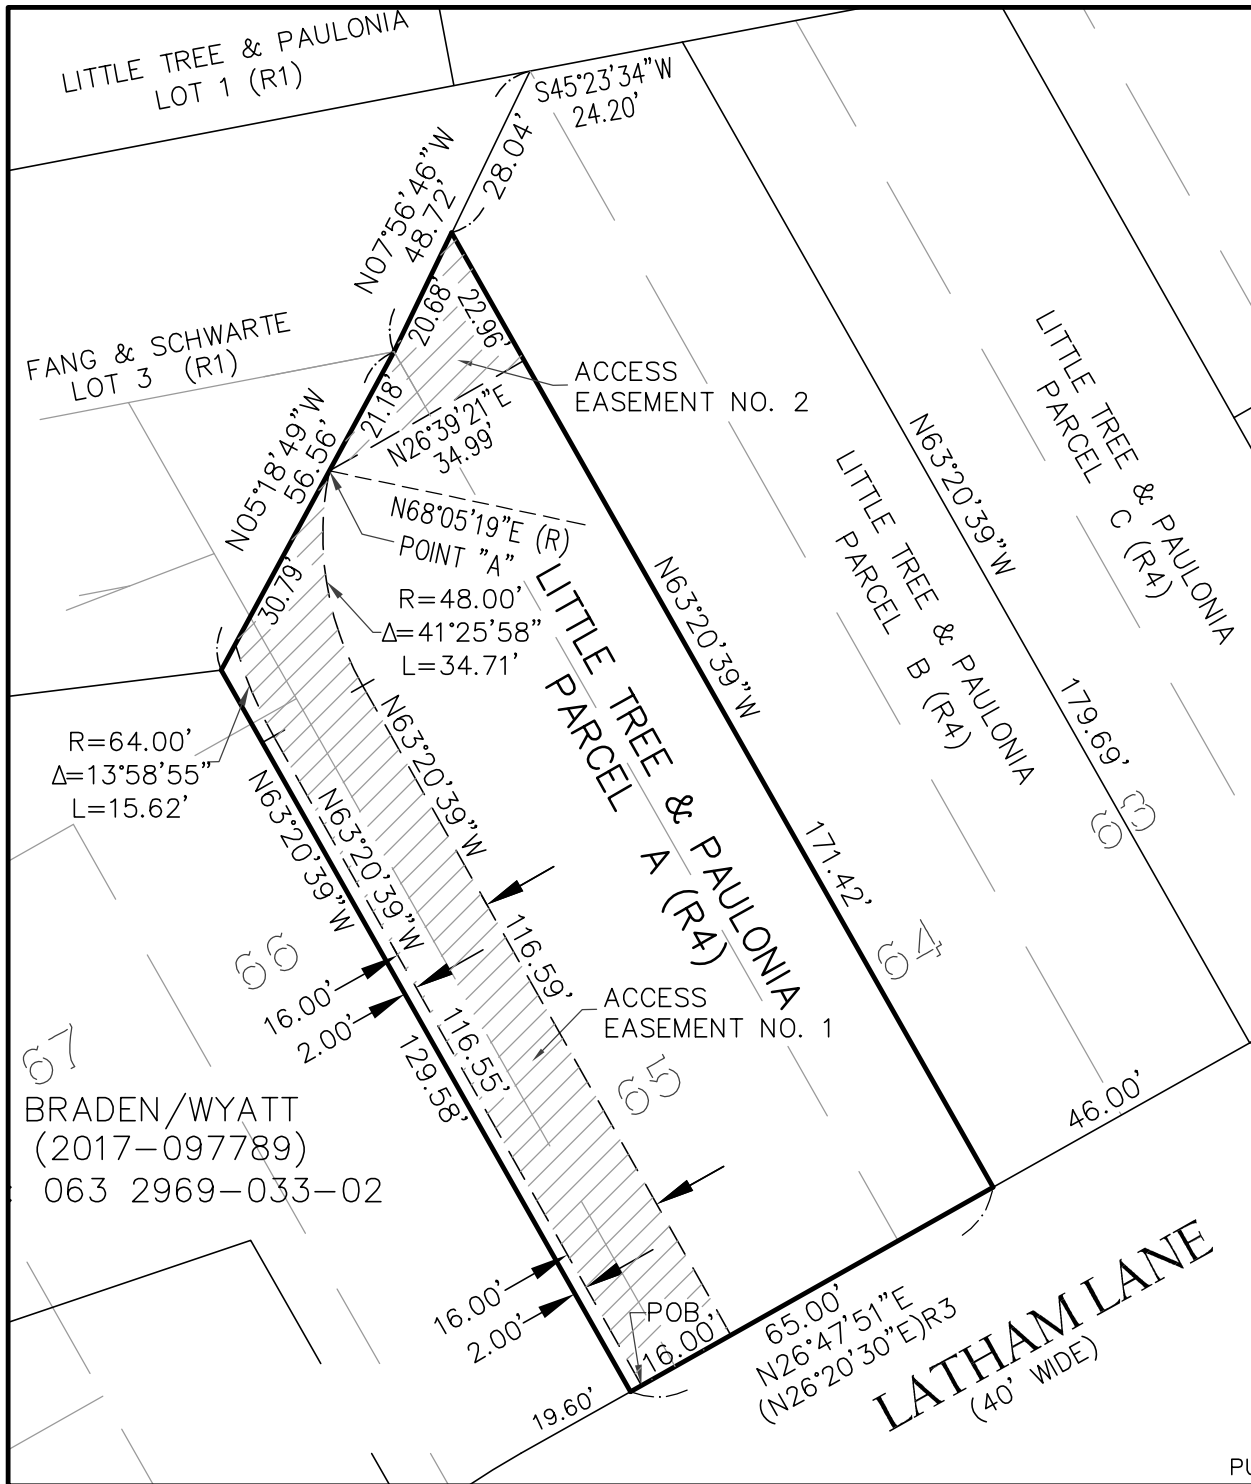 LITTLE TREE & PAULONIA
LOT 1 (R1)
S45°23'34"W
24.20'
28.04'
N07°56'46"W
48.72'
20.68'
22.96'
FANG & SCHWARTE
LOT 3 (R1)
ACCESS
EASEMENT NO. 2
21.18'
N26°39'21"E
34.99'
N05°18'49"W
56.56'
N68°05'19"E (R)
POINT "A"
30.79'
R=48.00'
Δ=41°25'58"
L=34.71'
LITTLE TREE & PAULONIA
PARCEL A (R4)
N63°20'39"W
171.42'
LITTLE TREE & PAULONIA
PARCEL B (R4)
N63°20'39"W
179.69'
LITTLE TREE & PAULONIA
PARCEL C (R4)
63
R=64.00'
Δ=13°58'55"
L=15.62'
N63°20'39"W
N63°20'39"W
N63°20'39"W
116.59'
64
66
16.00'
2.00'
116.55'
129.58'
ACCESS
EASEMENT NO. 1
65
67
BRADEN/WYATT
(2017-097789)
063 2969-033-02
46.00'
16.00'
2.00'
POB
16.00'
65.00'
N26°47'51"E
(N26°20'30"E)R3
19.60'
LATHAM LANE
(40' WIDE)